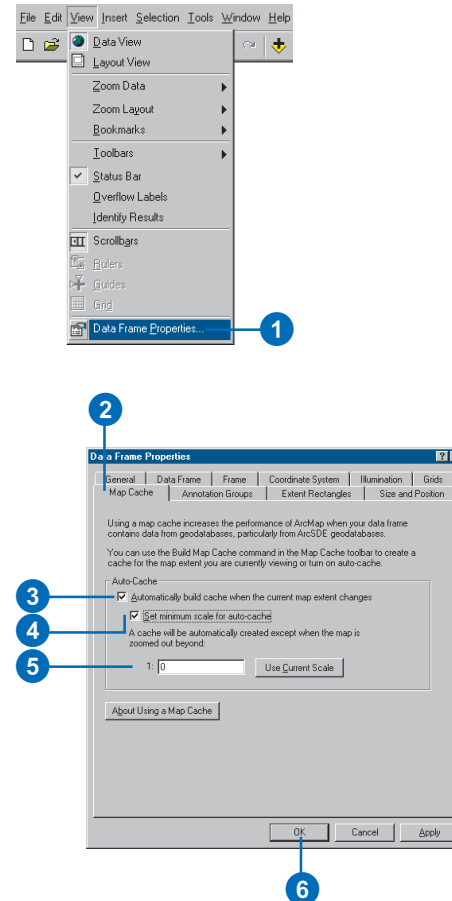 File Edit View Insert Selection Tools Window Help
Data View
Layout View
Zoom Data
Zoom Layout
Bookmarks
Toolbars
Status Bar
Overflow Labels
Identify Results
Scrollbars
Rulers
Guides
Grid
Data Frame Properties...
1
2
Data Frame Properties
General Data Frame Frame Coordinate System Illumination Grids
Map Cache Annotation Groups Extent Rectangles Size and Position
Using a map cache increases the performance of ArcMap when your data frame
contains data from geodatabases, particularly from ArcSDE geodatabases.
You can use the Build Map Cache command in the Map Cache toolbar to create a
cache for the map extent you are currently viewing or turn on auto-cache.
Auto-Cache
3 Automatically build cache when the current map extent changes
4 Set minimum scale for auto-cache
A cache will be automatically created except when the map is
zoomed out beyond:
5 1: 0 Use Current Scale
About Using a Map Cache
OK Cancel Apply
6